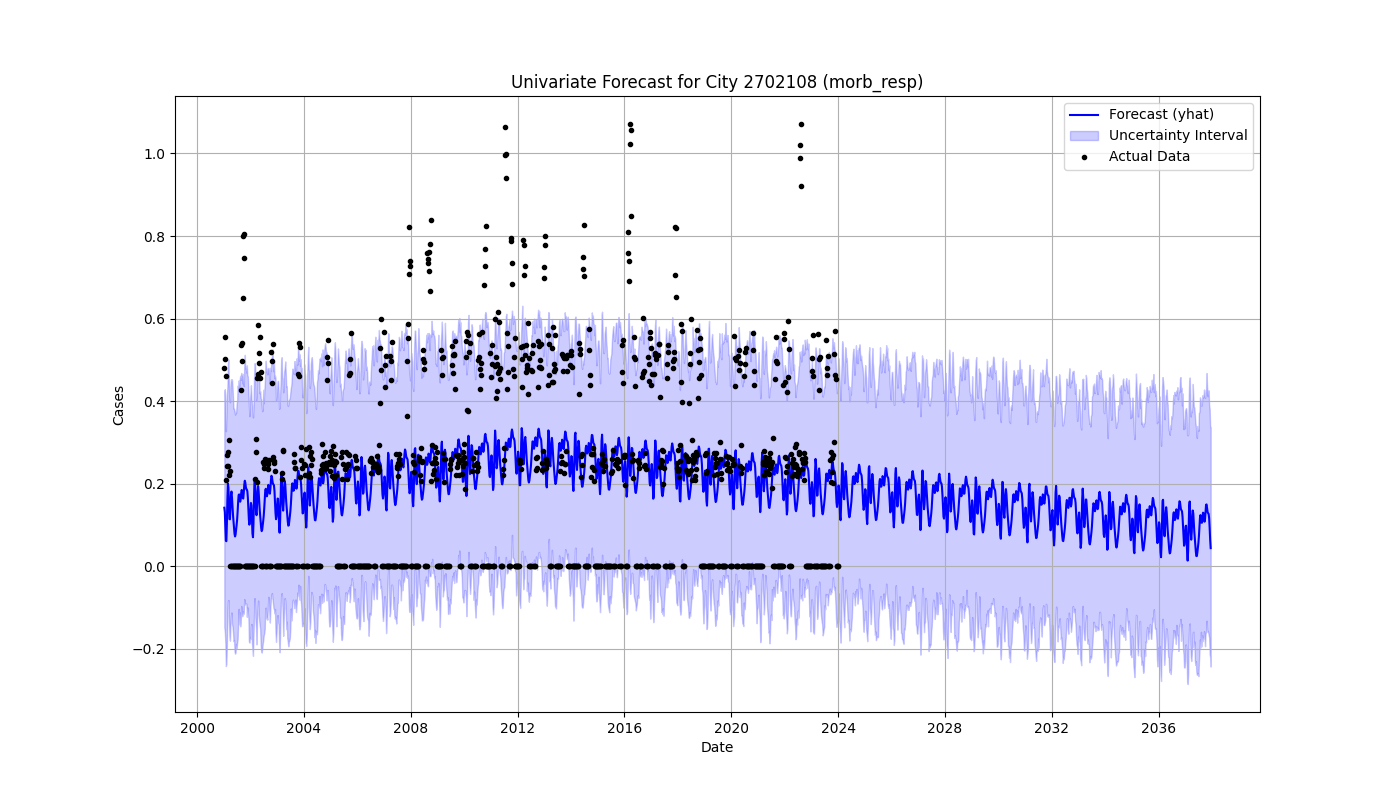 Univariate Forecast for City 2702108 (morb_resp)
Forecast (yhat)
Uncertainty Interval
Actual Data
Cases
1.0
0.8
0.6
0.4
0.2
0.0
−0.2
2000 2004 2008 2012 2016 2020 2024 2028 2032 2036
Date